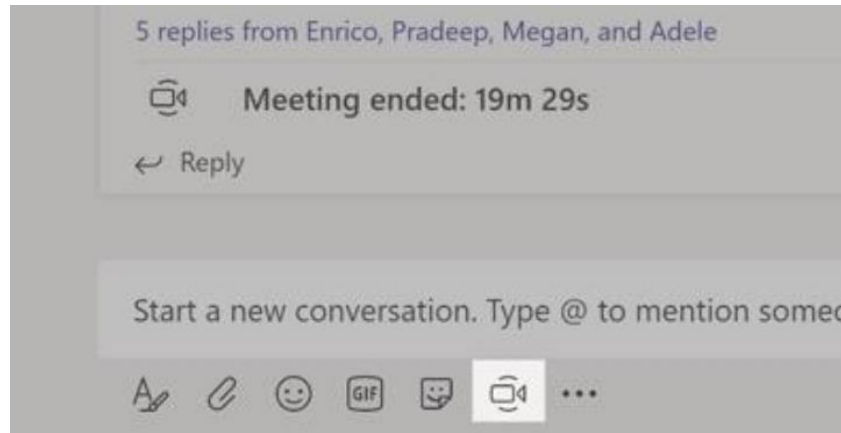 5 replies from Enrico, Pradeep, Megan, and Adele
Meeting ended: 19m 29s
Reply
Start a new conversation. Type @ to mention
GIF